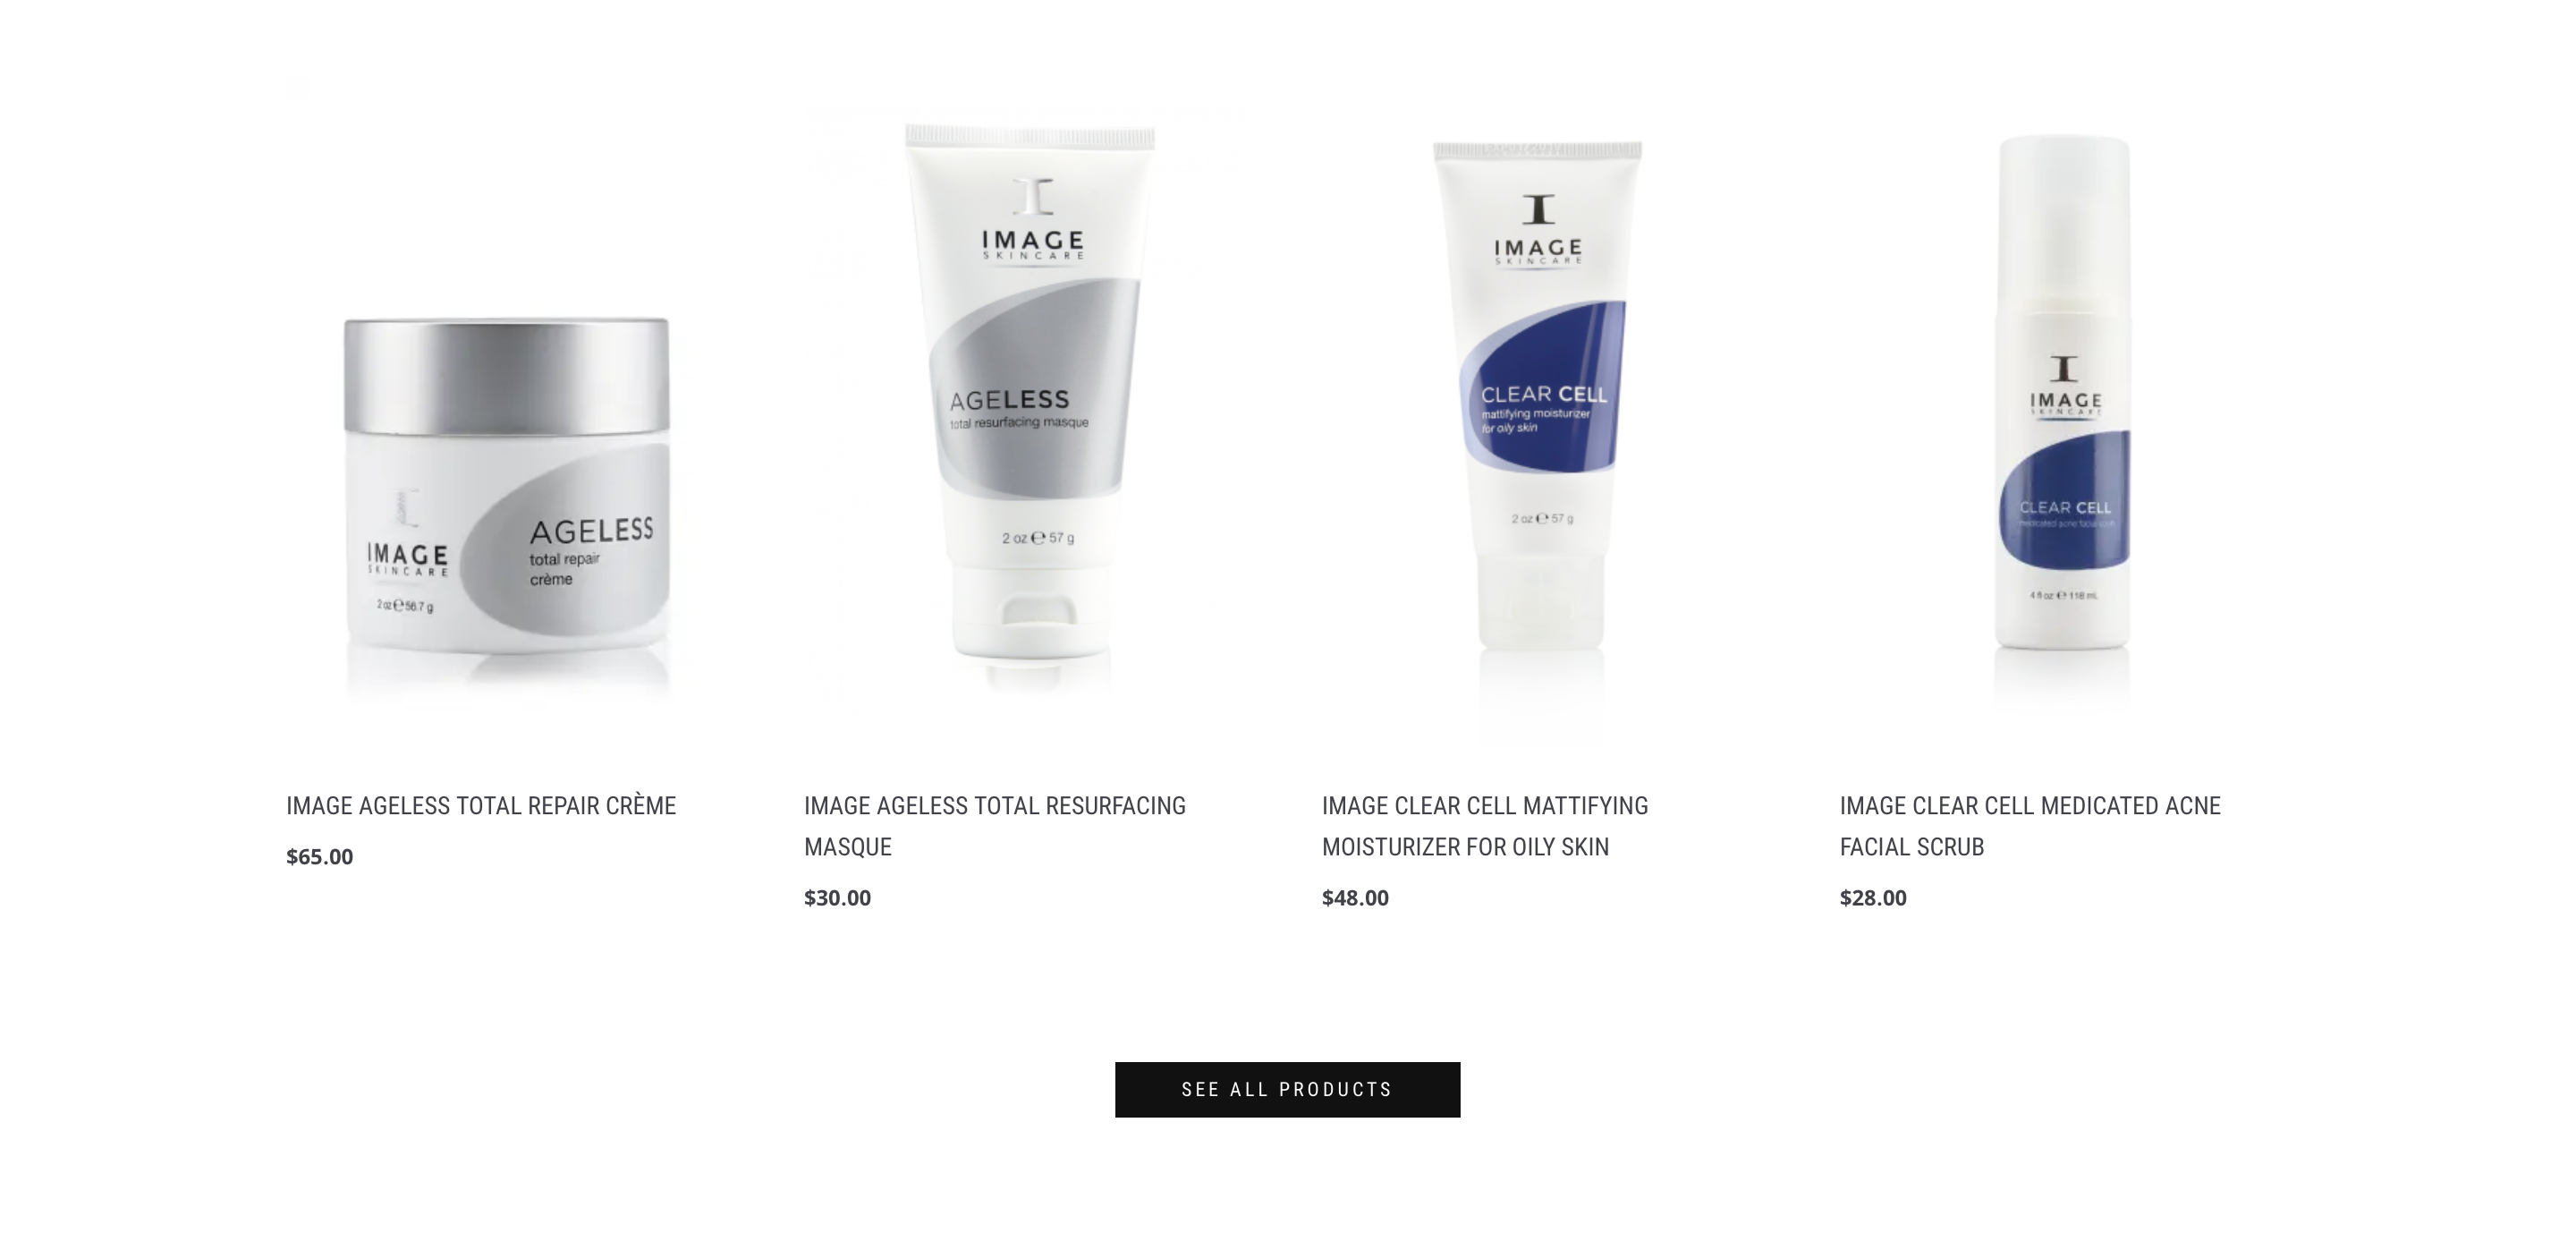 I
IMAGE
SKINCARE
2 oz ℮ 56.7 g
AGELESS
total repair
crème
I
IMAGE
SKINCARE
AGELESS
total resurfacing masque
2 oz ℮ 57 g
I
IMAGE
SKINCARE
CLEAR CELL
mattifying moisturizer
for oily skin
2 oz ℮ 57 g
I
IMAGE
SKINCARE
CLEAR CELL
medicated acne facial scrub
4 fl oz ℮ 118 mL
IMAGE AGELESS TOTAL REPAIR CRÈME
$65.00
IMAGE AGELESS TOTAL RESURFACING
MASQUE
$30.00
IMAGE CLEAR CELL MATTIFYING
MOISTURIZER FOR OILY SKIN
$48.00
IMAGE CLEAR CELL MEDICATED ACNE
FACIAL SCRUB
$28.00
SEE ALL PRODUCTS